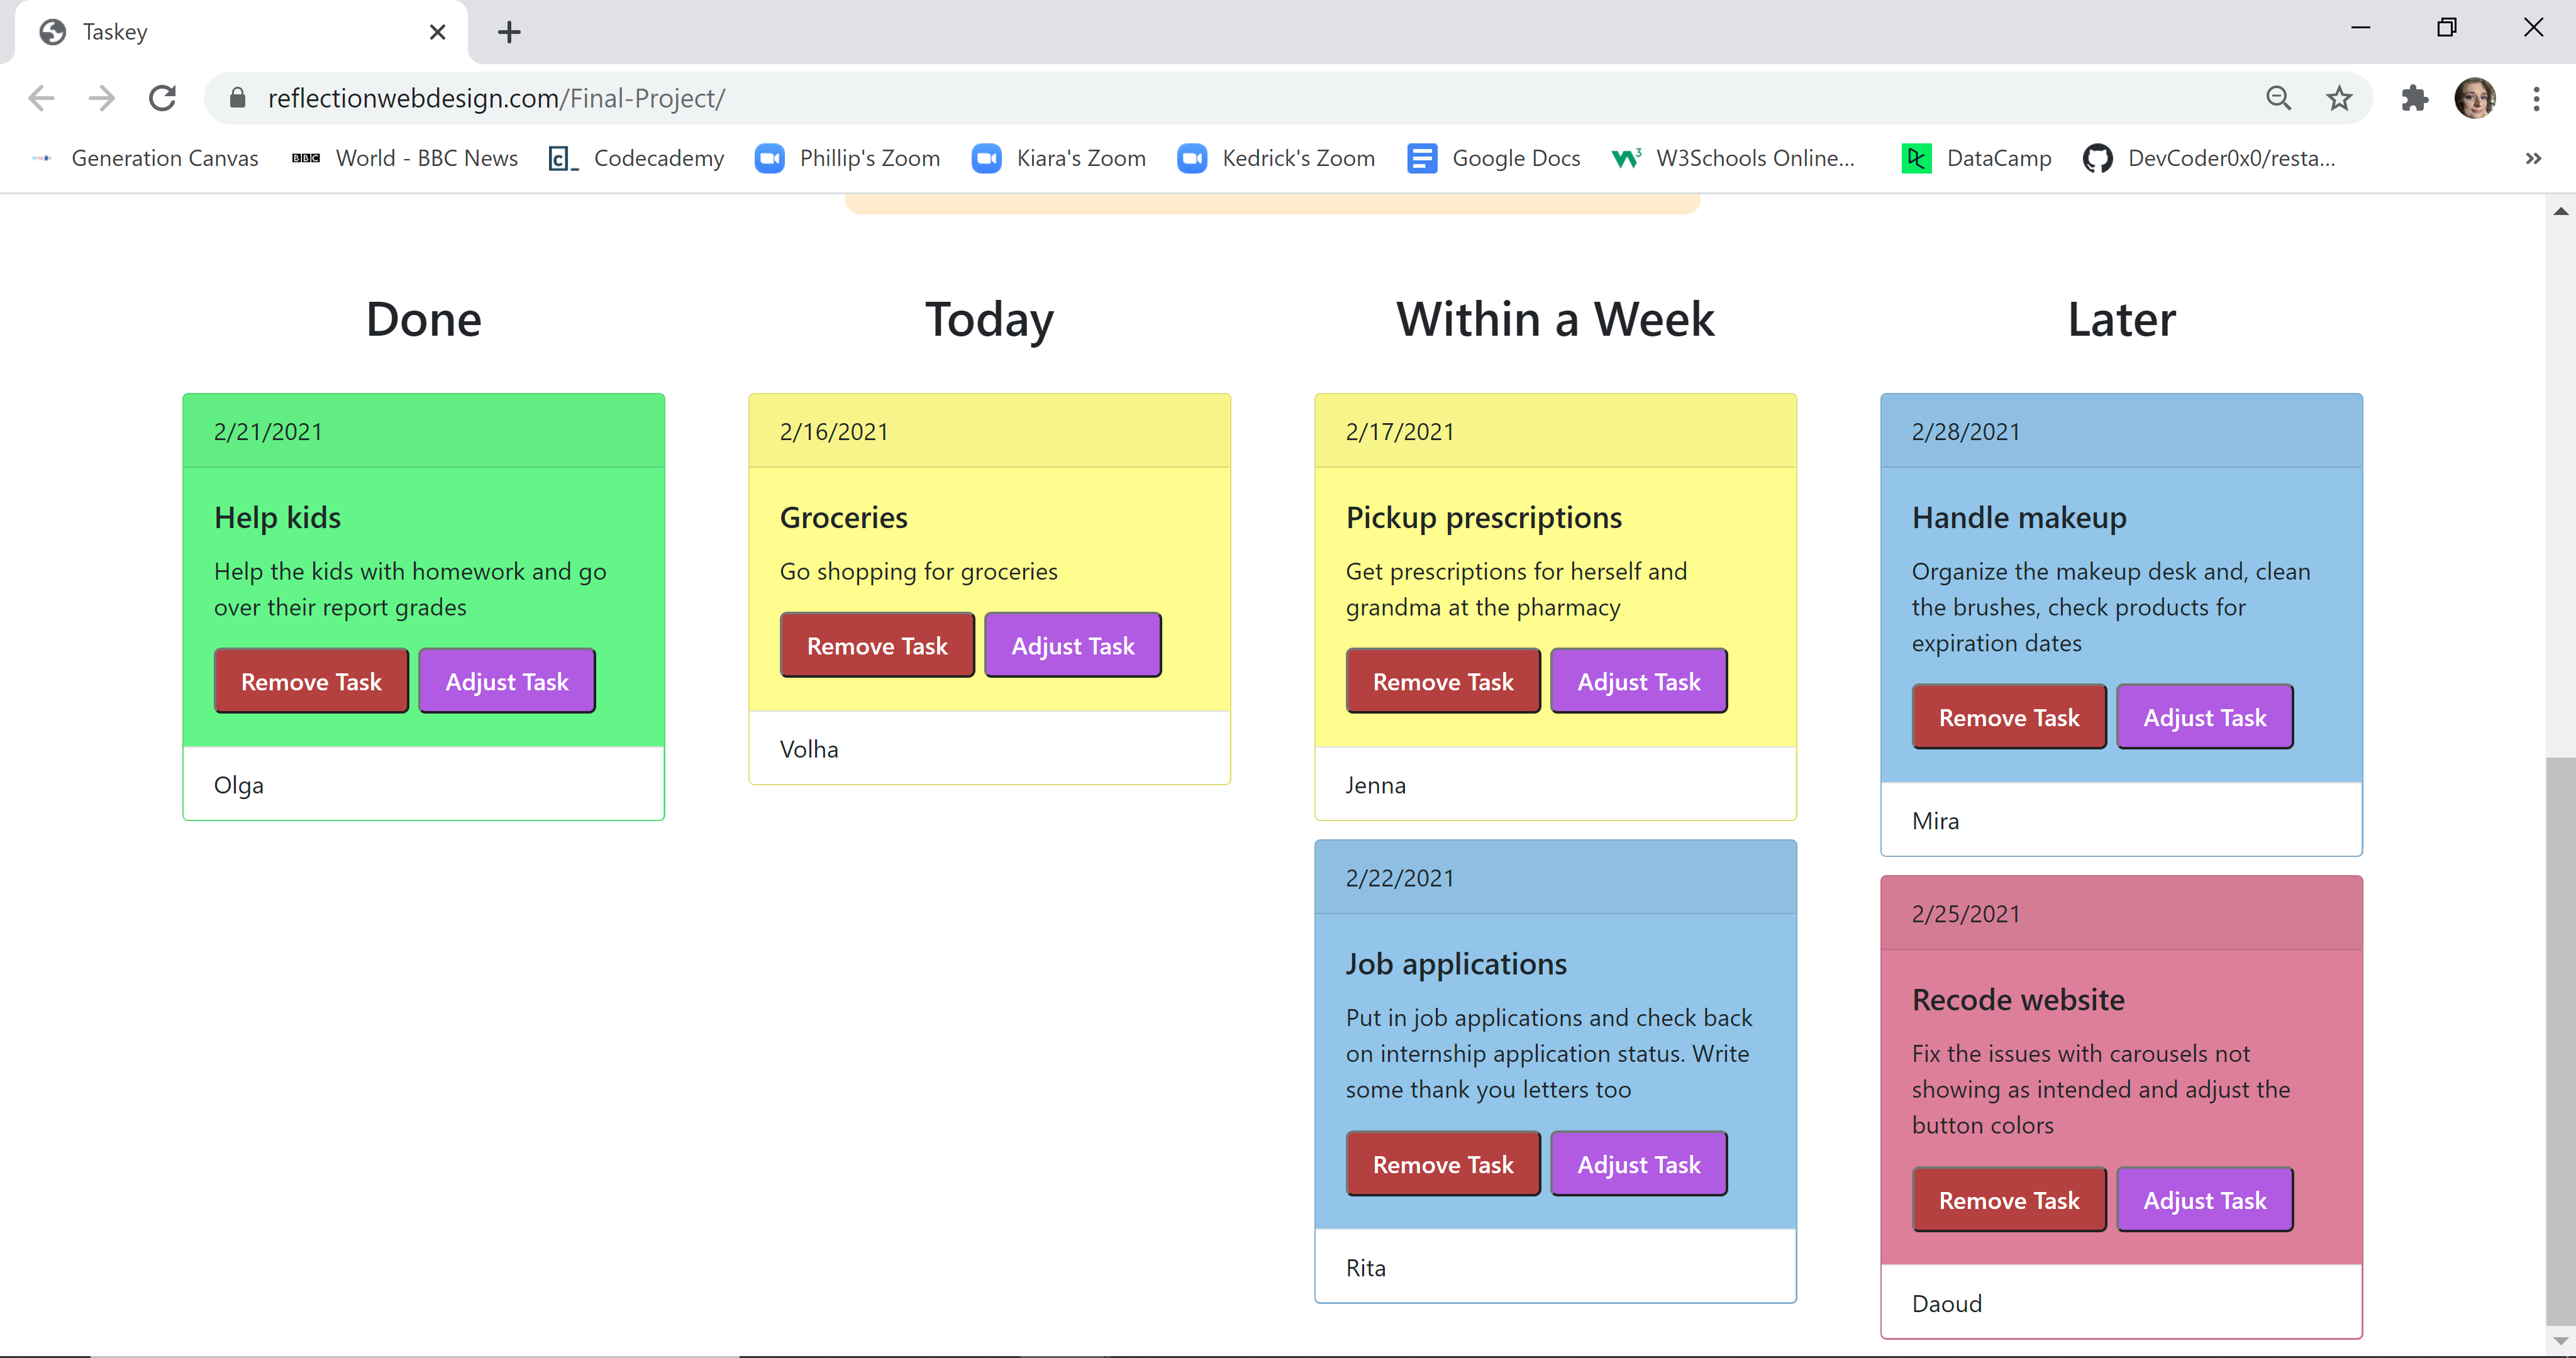 Taskey
reflectionwebdesign.com/Final-Project/
Generation Canvas
BBC World - BBC News
c_ Codecademy
Phillip's Zoom
Kiara's Zoom
Kedrick's Zoom
Google Docs
W3 W3Schools Online...
DC DataCamp
DevCoder0x0/resta...
»
Done
2/21/2021
Help kids
Help the kids with homework and go
over their report grades
Remove Task Adjust Task
Olga
Today
2/16/2021
Groceries
Go shopping for groceries
Remove Task Adjust Task
Volha
Within a Week
2/17/2021
Pickup prescriptions
Get prescriptions for herself and
grandma at the pharmacy
Remove Task Adjust Task
Jenna
2/22/2021
Job applications
Put in job applications and check back
on internship application status. Write
some thank you letters too
Remove Task Adjust Task
Rita
Later
2/28/2021
Handle makeup
Organize the makeup desk and, clean
the brushes, check products for
expiration dates
Remove Task Adjust Task
Mira
2/25/2021
Recode website
Fix the issues with carousels not
showing as intended and adjust the
button colors
Remove Task Adjust Task
Daoud